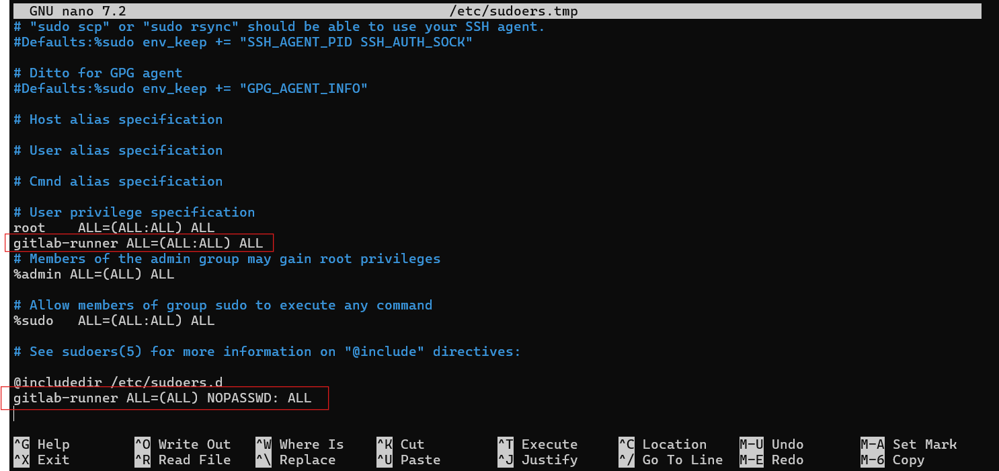 GNU nano 7.2 /etc/sudoers.tmp
# "sudo scp" or "sudo rsync" should be able to use your SSH agent.
#Defaults:%sudo env_keep += "SSH_AGENT_PID SSH_AUTH_SOCK"
# Ditto for GPG agent
#Defaults:%sudo env_keep += "GPG_AGENT_INFO"
# Host alias specification
# User alias specification
# Cmnd alias specification
# User privilege specification
root    ALL=(ALL:ALL) ALL
gitlab-runner ALL=(ALL:ALL) ALL
# Members of the admin group may gain root privileges
%admin ALL=(ALL) ALL
# Allow members of group sudo to execute any command
%sudo   ALL=(ALL:ALL) ALL
# See sudoers(5) for more information on "@include" directives:
@includedir /etc/sudoers.d
gitlab-runner ALL=(ALL) NOPASSWD: ALL
^G Help ^O Write Out ^W Where Is ^K Cut ^T Execute ^C Location M-U Undo M-A Set Mark
^X Exit ^R Read File ^\ Replace ^U Paste ^J Justify ^/ Go To Line M-E Redo M-6 Copy